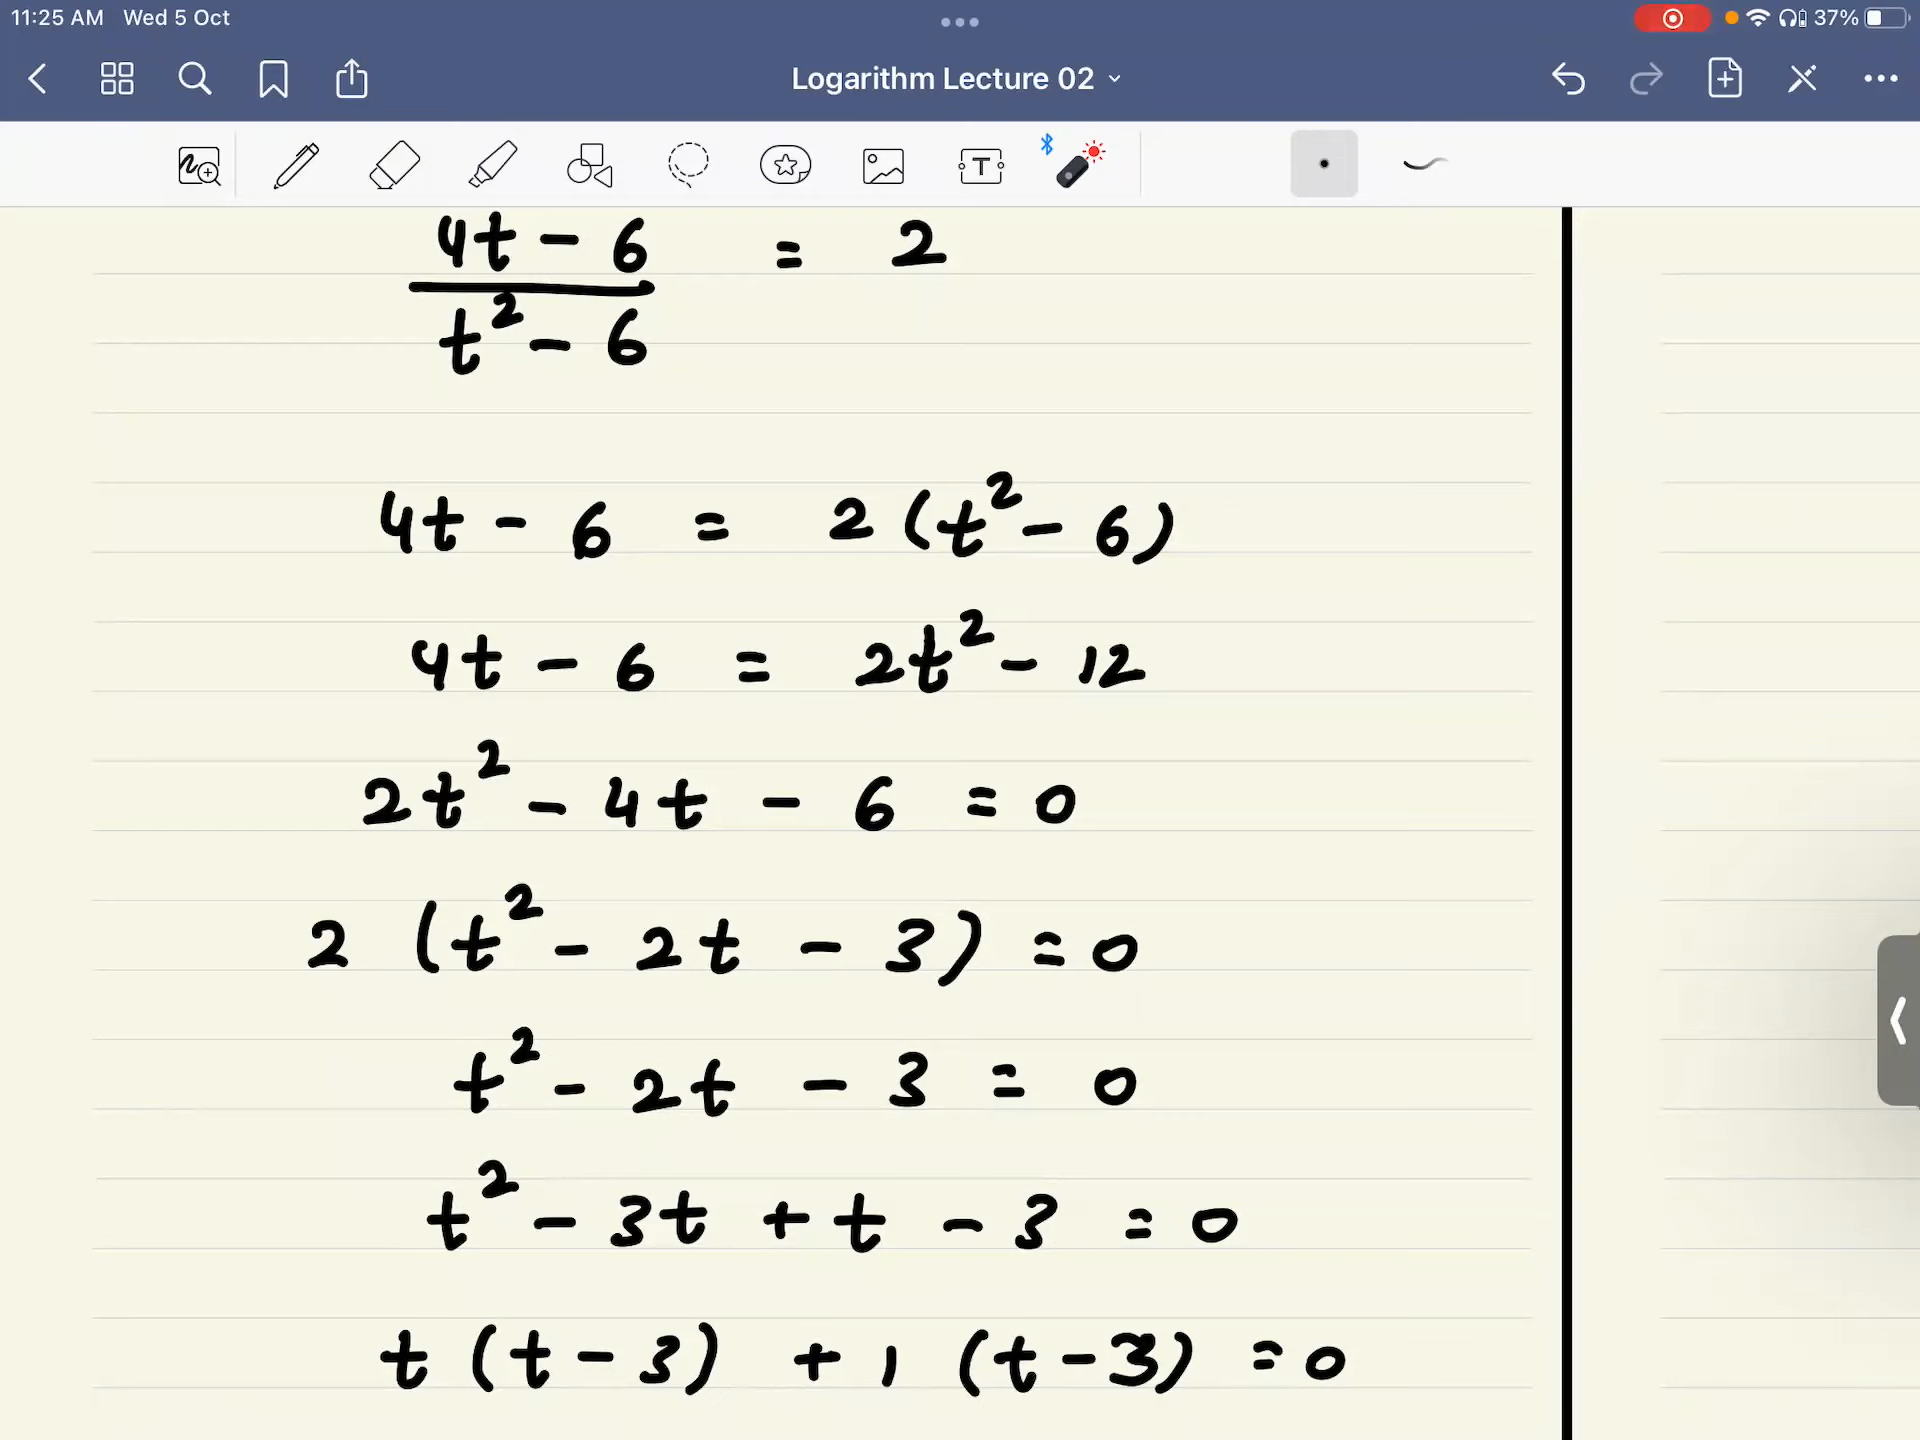 11:25 AM Wed 5 Oct
37%
Logarithm Lecture 02
T
4t - 6 = 2
t² - 6
4t - 6 = 2 (t² - 6)
4t - 6 = 2t² - 12
2t² - 4t - 6 = 0
2 (t² - 2t - 3) = 0
t² - 2t - 3 = 0
t² - 3t + t - 3 = 0
t (t - 3) + 1 (t - 3) = 0